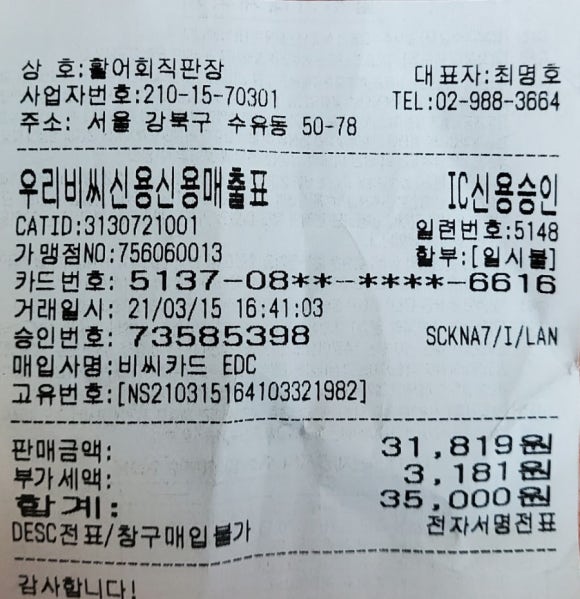 상 호:활어회직판장 대표자:최명호
사업자번호:210-15-70301 TEL:02-988-3664
주소: 서울 강북구 수유동 50-78
우리비씨신용신용매출표 IC신용승인
CATID:3130721001 일련번호:5148
가맹점NO:756060013 할부:[일시불]
카드번호: 5137-08**-****-6616
거래일시: 21/03/15 16:41:03
승인번호: 73585398 SCKNA7/I/LAN
매입사명:비씨카드 EDC
고유번호:[NS210315164103321982]
판매금액: 31,819원
부가세액: 3,181원
합계: 35,000원
DESC전표/창구매입불가 전자서명전표
감사합니다!